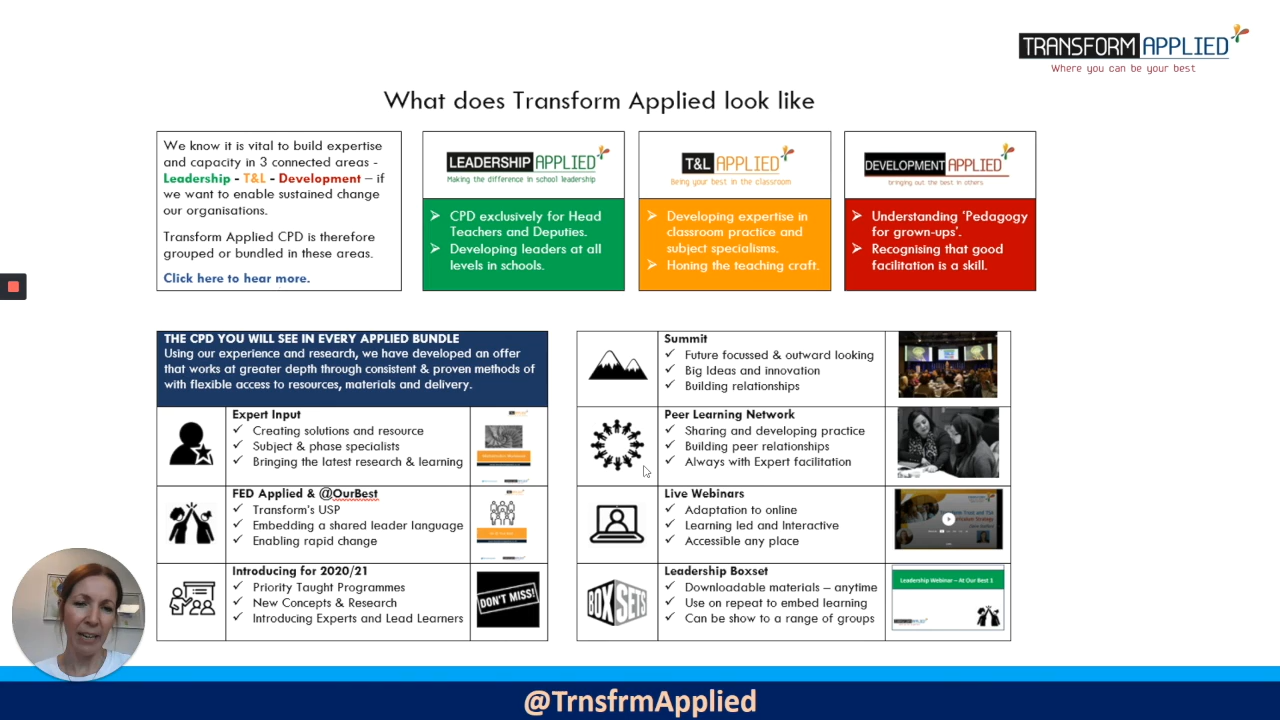 TRANSFORM APPLIED
Where you can be your best
What does Transform Applied look like
We know it is vital to build expertise
and capacity in 3 connected areas -
Leadership - T&L - Development – if
we want to enable sustained change
our organisations.
Transform Applied CPD is therefore
grouped or bundled in these areas.
Click here to hear more.
LEADERSHIP APPLIED
Making the difference in school leadership
➢ CPD exclusively for Head
Teachers and Deputies.
➢ Developing leaders at all
levels in schools.
T&L APPLIED
Being your best in the classroom
➢ Developing expertise in
classroom practice and
subject specialisms.
➢ Honing the teaching craft.
DEVELOPMENT APPLIED
bringing out the best in others
➢ Understanding 'Pedagogy
for grown-ups'.
➢ Recognising that good
facilitation is a skill.
THE CPD YOU WILL SEE IN EVERY APPLIED BUNDLE
Using our experience and research, we have developed an offer
that works at greater depth through consistent & proven methods of
with flexible access to resources, materials and delivery.
Expert Input
✓ Creating solutions and resource
✓ Subject & phase specialists
✓ Bringing the latest research & learning
FED Applied & @OurBest
✓ Transform's USP
✓ Embedding a shared leader language
✓ Enabling rapid change
Introducing for 2020/21
✓ Priority Taught Programmes
✓ New Concepts & Research
✓ Introducing Experts and Lead Learners
DON'T MISS!
Summit
✓ Future focussed & outward looking
✓ Big Ideas and innovation
✓ Building relationships
Peer Learning Network
✓ Sharing and developing practice
✓ Building peer relationships
✓ Always with Expert facilitation
Live Webinars
✓ Adaptation to online
✓ Learning led and Interactive
✓ Accessible any place
BOX SETS
Leadership Boxset
✓ Downloadable materials – anytime
✓ Use on repeat to embed learning
✓ Can be show to a range of groups
Leadership Webinar – At Our Best 1
@TrnsfrmApplied